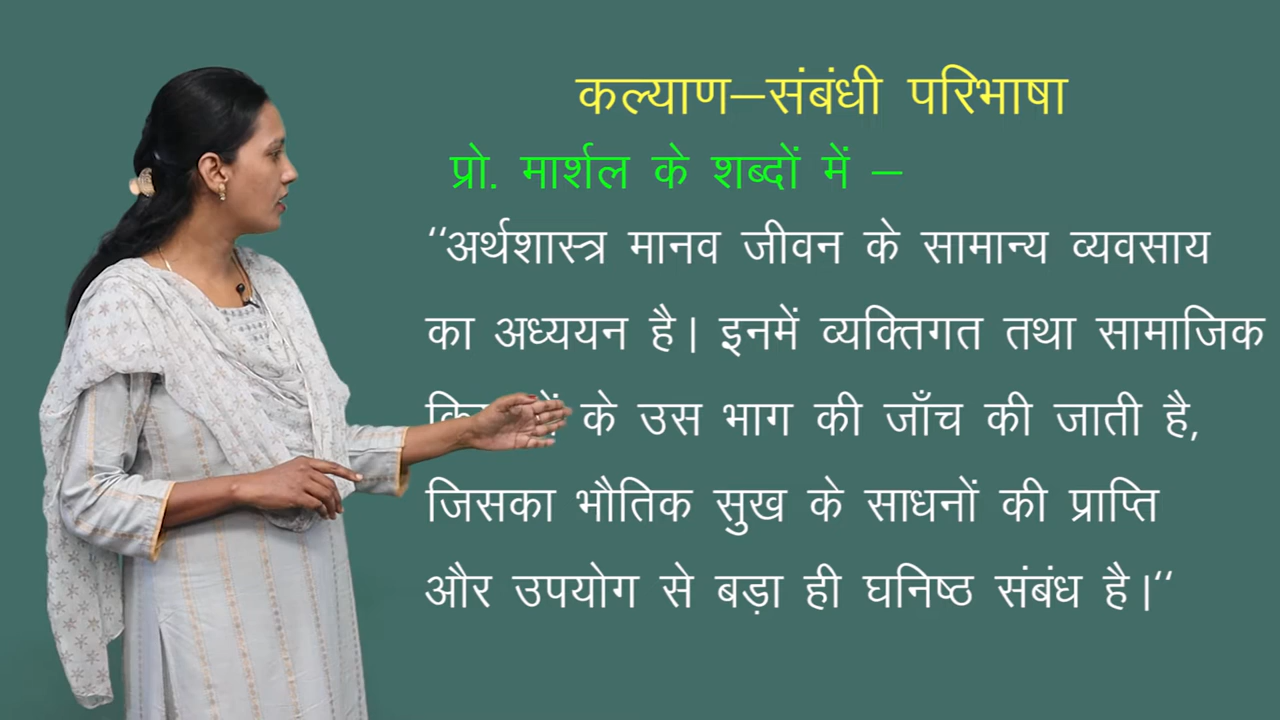 कल्याण–संबंधी परिभाषा
प्रो. मार्शल के शब्दों में –
‘‘अर्थशास्त्र मानव जीवन के सामान्य व्यवसाय
का अध्ययन है। इनमें व्यक्तिगत तथा सामाजिक
के उस भाग की जाँच की जाती है,
जिसका भौतिक सुख के साधनों की प्राप्ति
और उपयोग से बड़ा ही घनिष्ठ संबंध है।‘‘